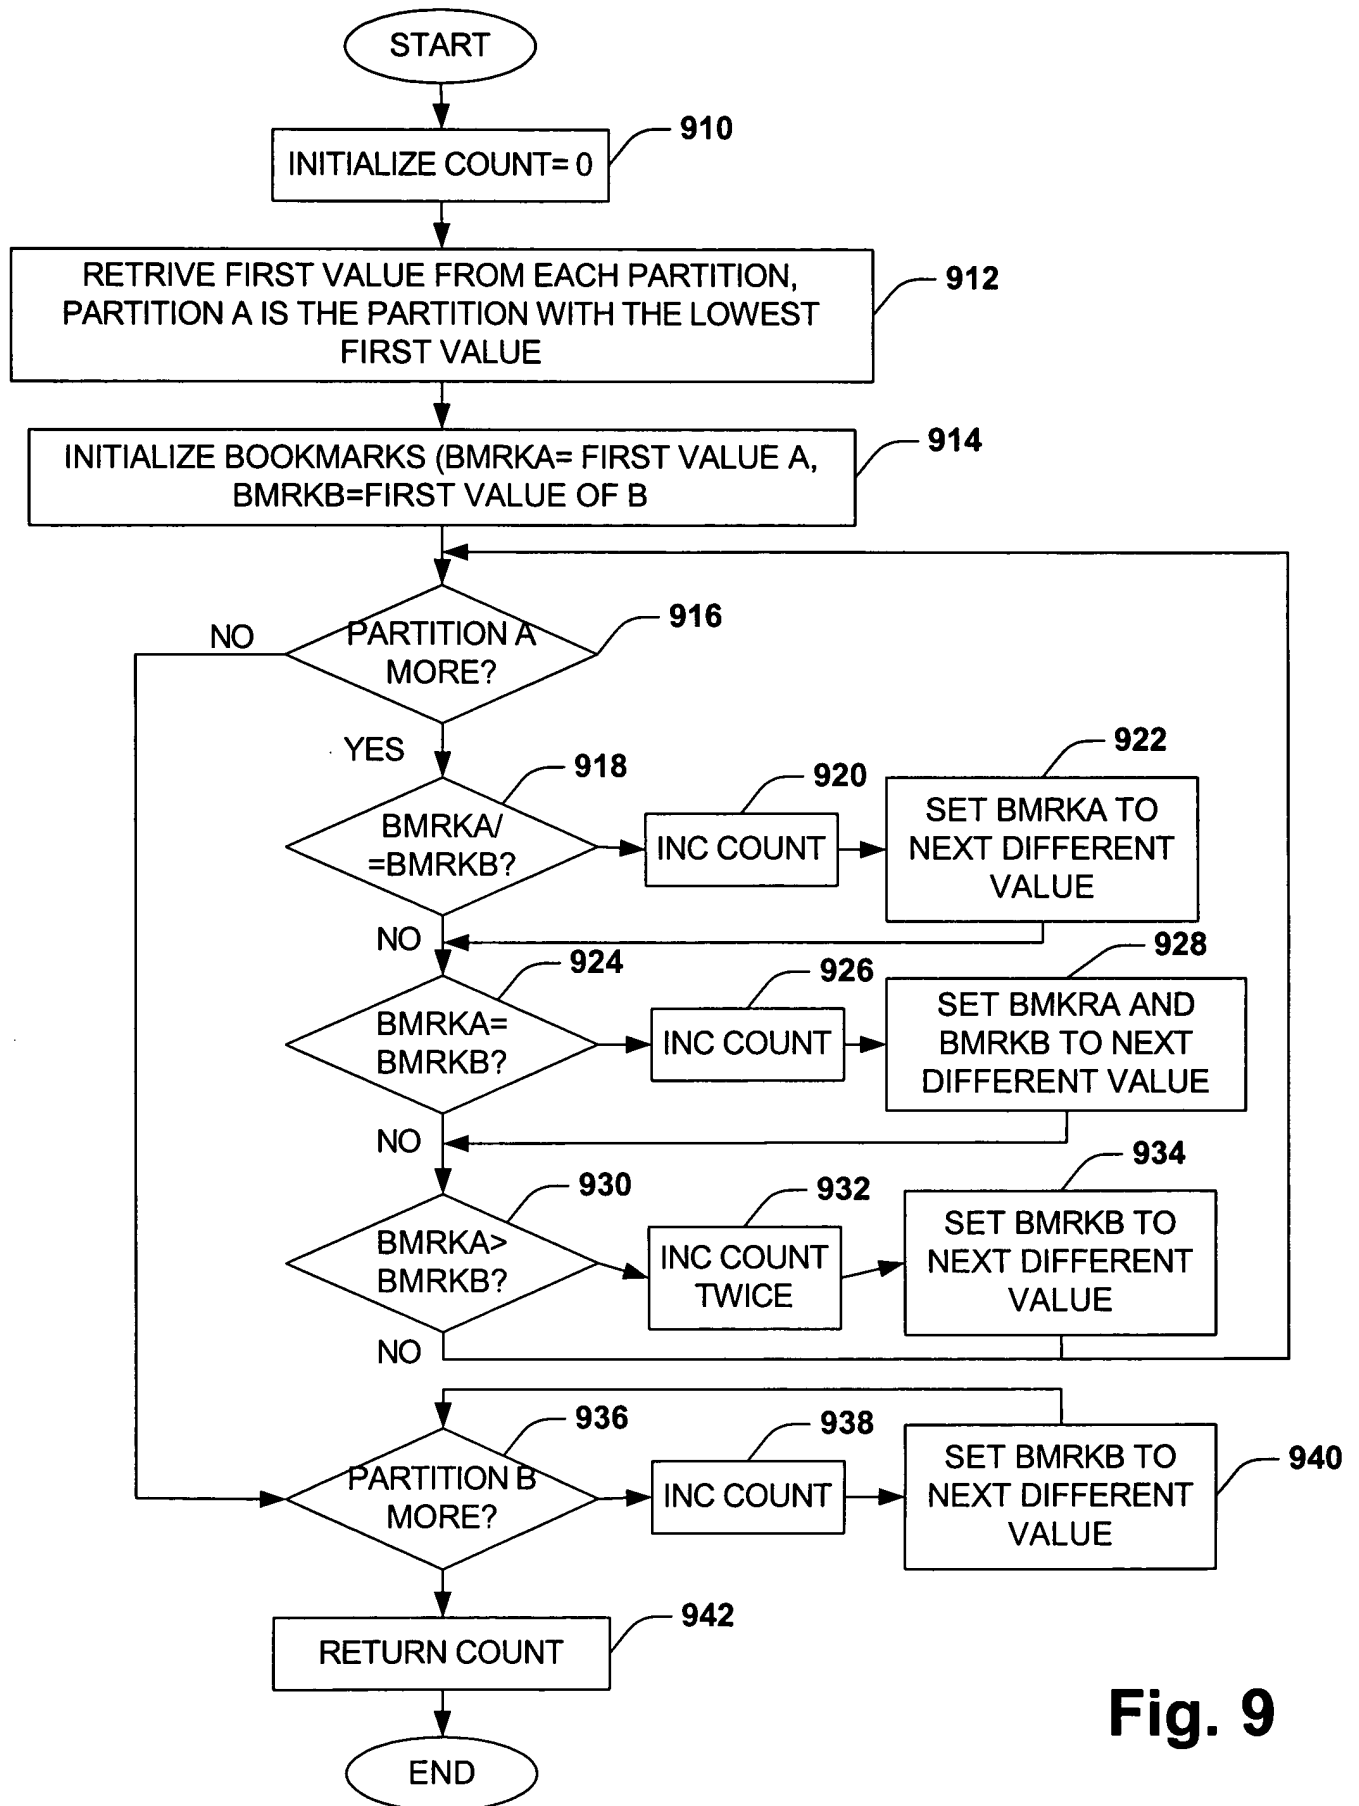 START
910
INITIALIZE COUNT= 0
RETRIVE FIRST VALUE FROM EACH PARTITION,
PARTITION A IS THE PARTITION WITH THE LOWEST
FIRST VALUE
912
INITIALIZE BOOKMARKS (BMRKA= FIRST VALUE A,
BMRKB=FIRST VALUE OF B
914
PARTITION A
MORE?
916
NO
YES
BMRKA/
=BMRKB?
918
INC COUNT
920
SET BMRKA TO
NEXT DIFFERENT
VALUE
922
NO
BMRKA=
BMRKB?
924
INC COUNT
926
SET BMKRA AND
BMRKB TO NEXT
DIFFERENT VALUE
928
NO
BMRKA>
BMRKB?
930
INC COUNT
TWICE
932
SET BMRKB TO
NEXT DIFFERENT
VALUE
934
NO
PARTITION B
MORE?
936
INC COUNT
938
SET BMRKB TO
NEXT DIFFERENT
VALUE
940
RETURN COUNT
942
END
Fig. 9